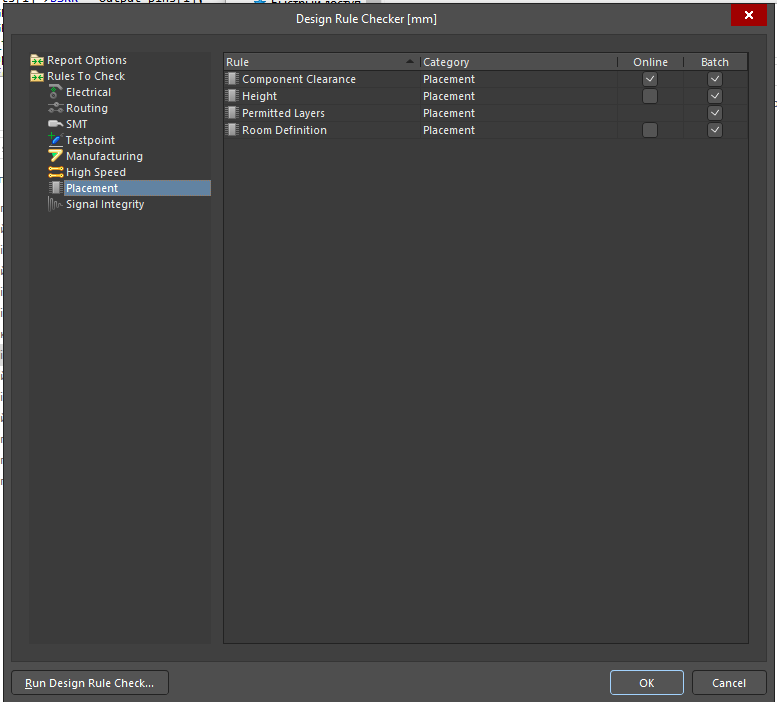 Быстрый доступ
Design Rule Checker [mm]
Report Options
Rules To Check
Electrical
Routing
SMT
Testpoint
Manufacturing
High Speed
Placement
Signal Integrity
Rule Category Online Batch
Component Clearance Placement
Height Placement
Permitted Layers Placement
Room Definition Placement
Run Design Rule Check... OK Cancel